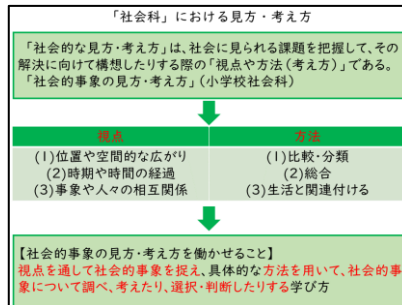 「社会科」における見方・考え方
「社会的な見方・考え方」は、社会に見られる課題を把握して、その
解決に向けて構想したりする際の「視点や方法(考え方)」である。
「社会的事象の見方・考え方」(小学校社会科)
視点
方法
(1)位置や空間的な広がり
(1)比較・分類
(2)時期や時間の経過
(2)総合
(3)事象や人々の相互関係
(3)生活と関連付ける
【社会的事象の見方・考え方を働かせること】
視点を通して社会的事象を捉え、具体的な方法を用いて、社会的事
象について調べ、考えたり、選択・判断したりする学び方